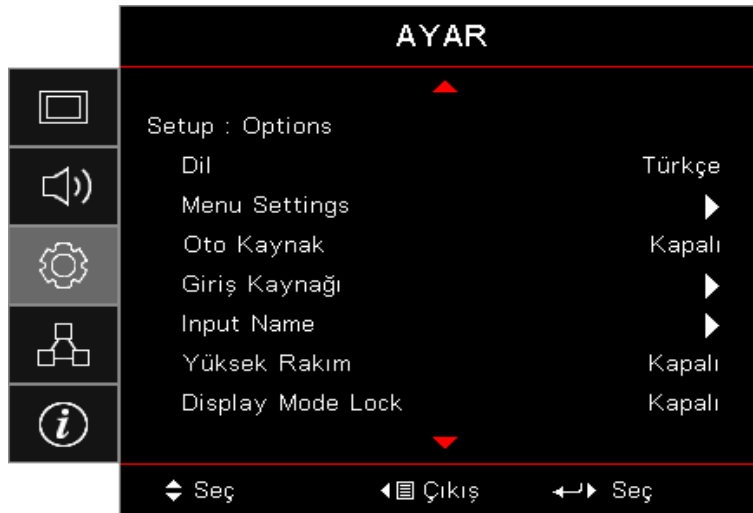 AYAR
Setup : Options
Dil Türkçe
Menu Settings
Oto Kaynak Kapalı
Giriş Kaynağı
Input Name
Yüksek Rakım Kapalı
Display Mode Lock Kapalı
Seç Çıkış Seç